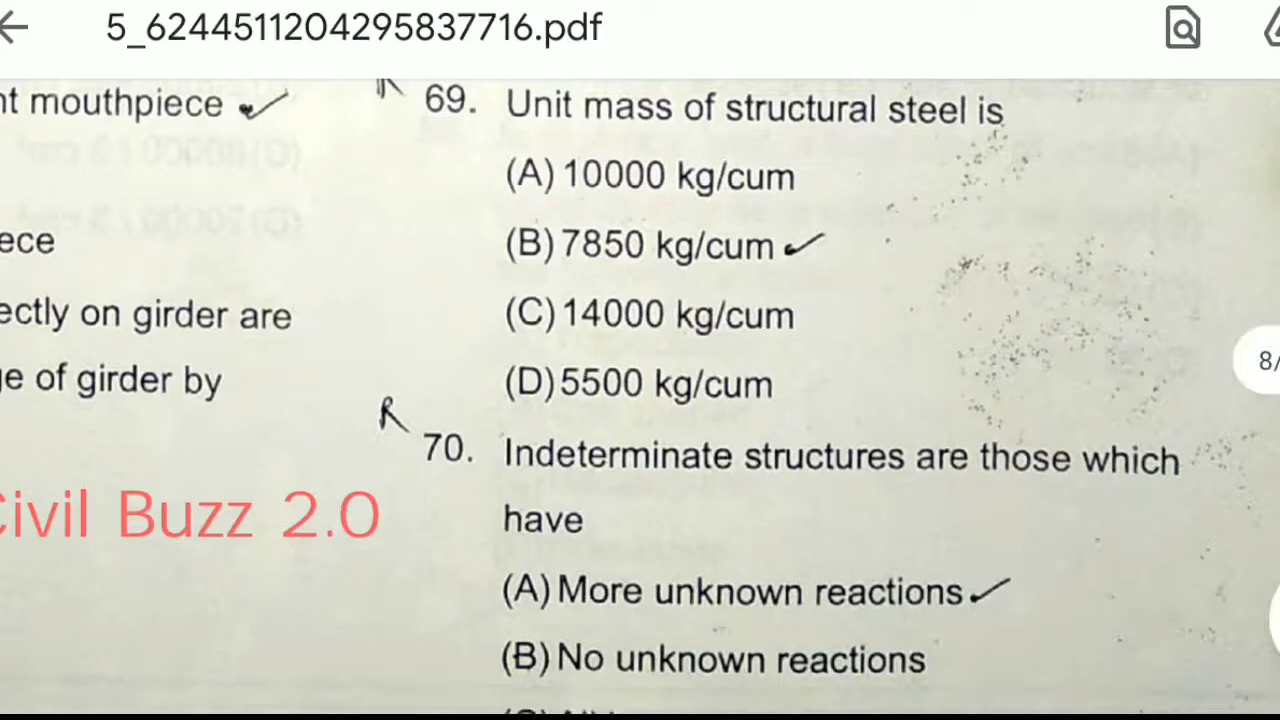 5_6244511204295837716.pdf
nt mouthpiece
ece
ectly on girder are
ge of girder by
Civil Buzz 2.0
69. Unit mass of structural steel is
(A) 10000 kg/cum
(B) 7850 kg/cum
(C) 14000 kg/cum
(D) 5500 kg/cum
R
70. Indeterminate structures are those which
have
(A) More unknown reactions
(B) No unknown reactions
8/